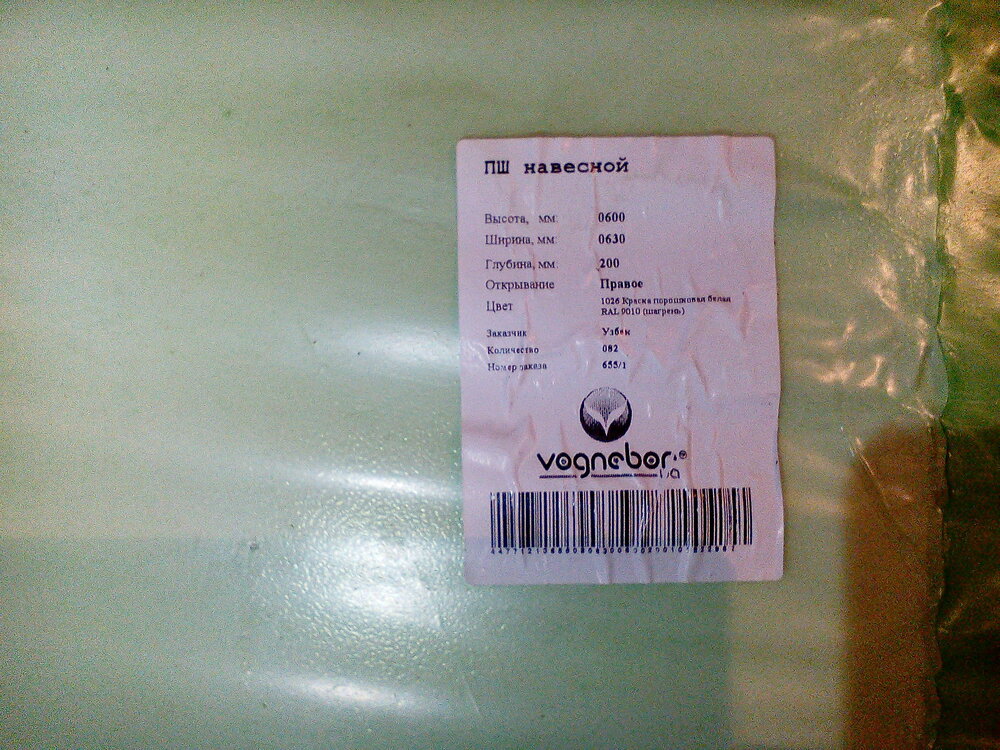 ПШ навесной
Высота, мм: 0600
Ширина, мм: 0630
Глубина, мм: 200
Открывание Правое
Цвет 1026 Краска порошковая белая
RAL 9010 (шагрень)
Заказчик Узбек
Количество 082
Номер заказа 655/1
vognebor ®